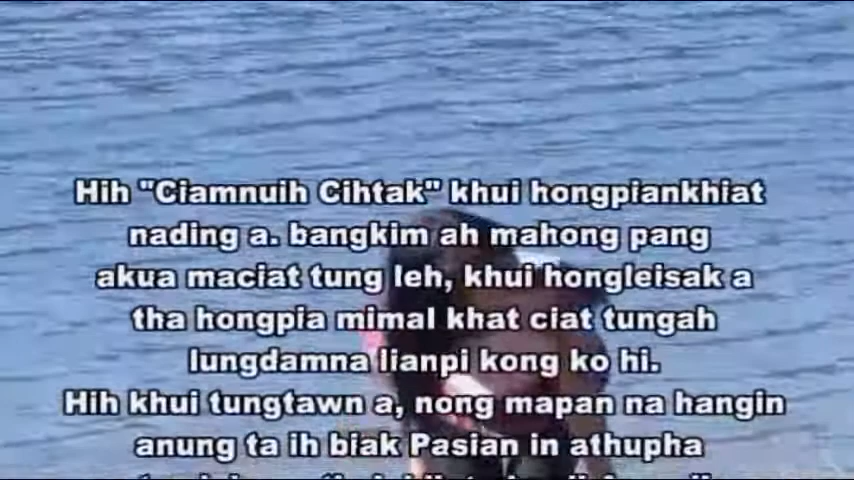 Hih "Ciamnuih Cihtak" khui hongpiankhiat
nading a. bangkim ah mahong pang
akua maciat tung leh, khui hongleisak a
tha hongpia mimal khat ciat tungah
lungdamna lianpi kong ko hi.
Hih khui tungtawn a, nong mapan na hangin
anung ta ih biak Pasian in athupha